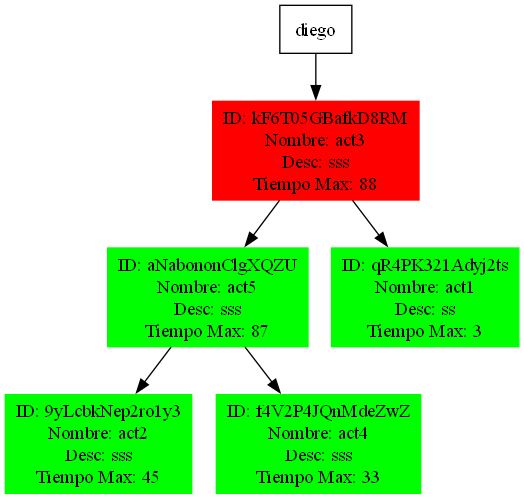 diego
ID: kF6T05GBafkD8RM
Nombre: act3
Desc: sss
Tiempo Max: 88
ID: aNabononClgXQZU
Nombre: act5
Desc: sss
Tiempo Max: 87
ID: qR4PK321Adyj2ts
Nombre: act1
Desc: ss
Tiempo Max: 3
ID: 9yLcbkNep2ro1y3
Nombre: act2
Desc: sss
Tiempo Max: 45
ID: f4V2P4JQnMdeZwZ
Nombre: act4
Desc: sss
Tiempo Max: 33